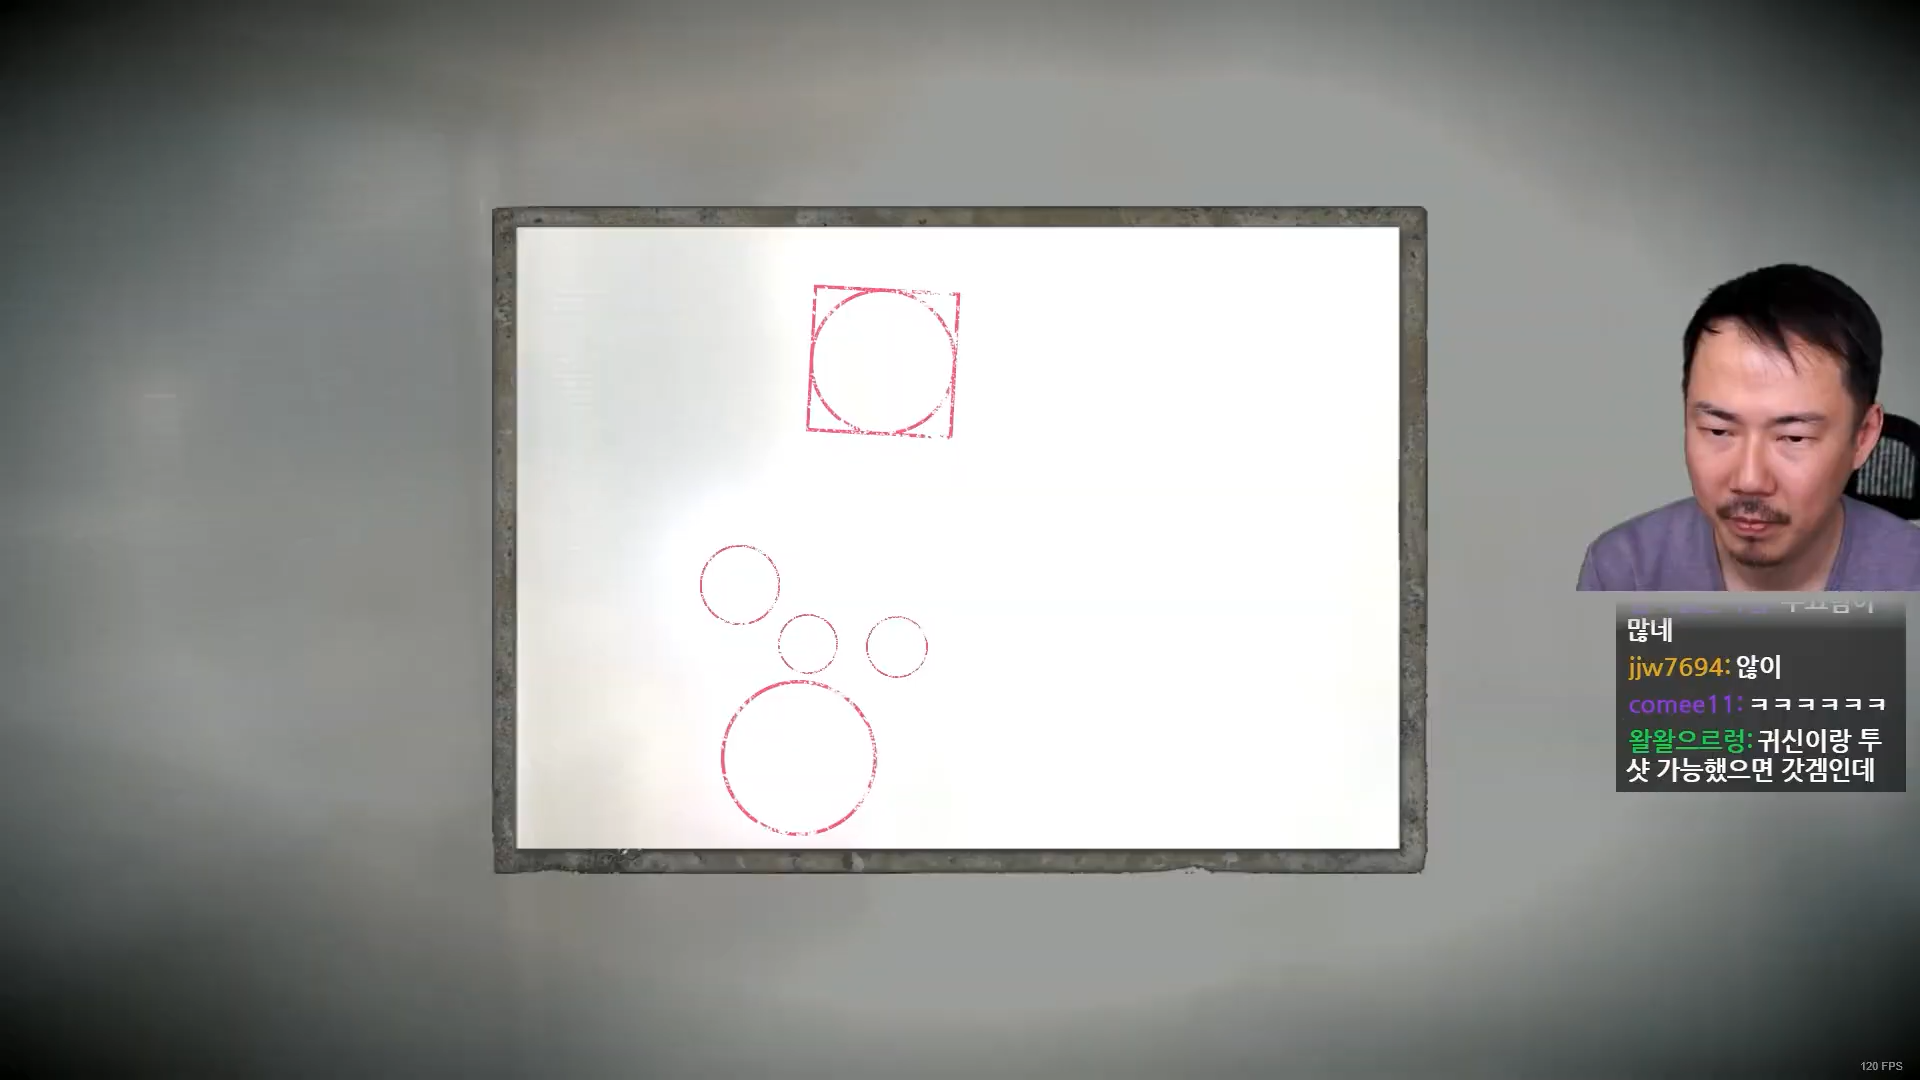 많네
jjw7694: 않이
comee11: ㅋㅋㅋㅋㅋㅋ
왈왈으르렁: 귀신이랑 투
샷 가능했으면 갓겜인데
120 FPS